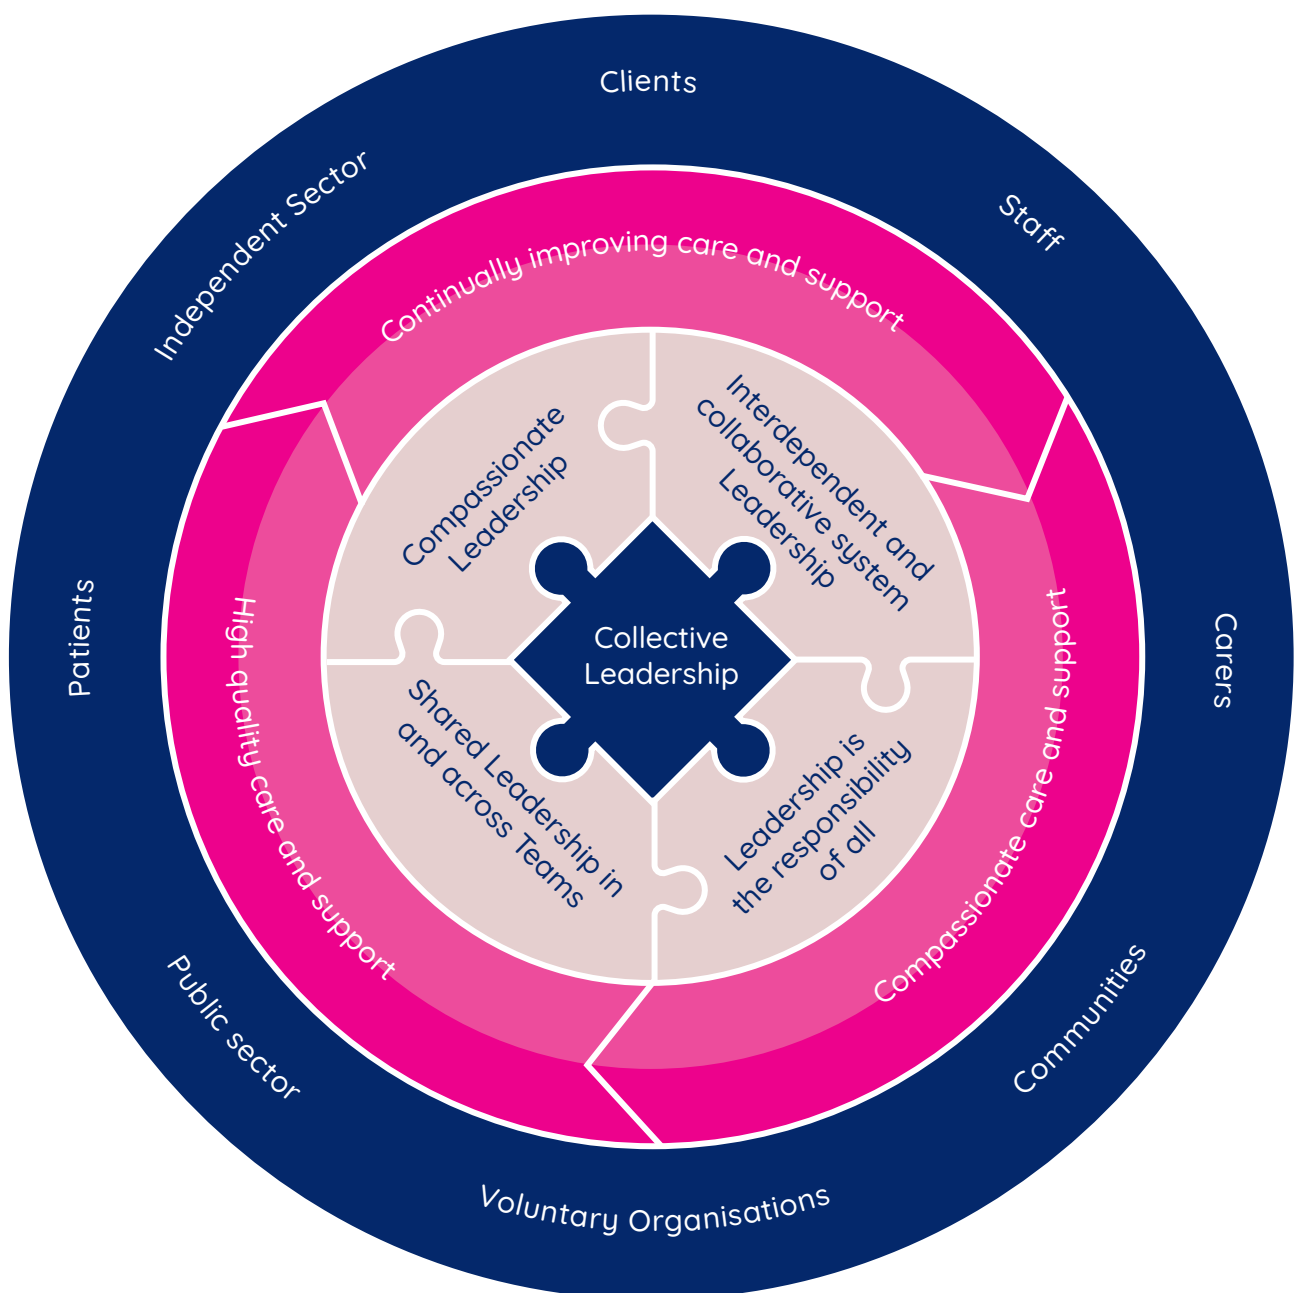 Clients
Staff
Carers
Communities
Voluntary Organisations
Public sector
Patients
Independent Sector
Continually improving care and support
Compassionate care and support
High quality care and support
Compassionate
Leadership
Interdependent and
collaborative system
Leadership
Leadership is
the responsibility
of all
Shared Leadership in
and across Teams
Collective
Leadership